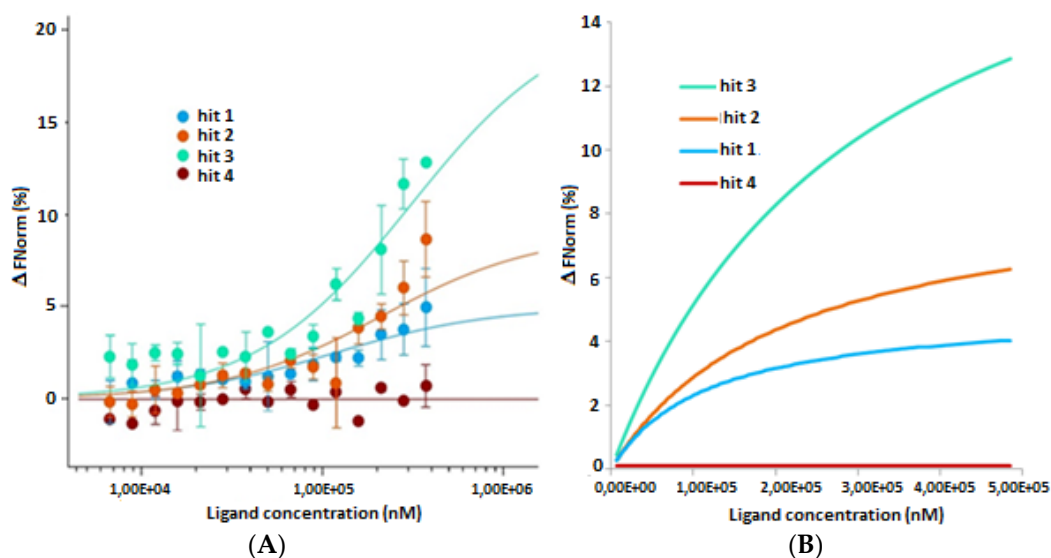 20
15
10
5
0
Δ FNorm (%)
hit 1
hit 2
hit 3
hit 4
1,00E+04
1,00E+05
1,00E+06
Ligand concentration (nM)
(A)
14
12
10
8
6
4
2
0
Δ FNorm (%)
hit 3
hit 2
hit 1
hit 4
0,00E+00
1,00E+05
2,00E+05
3,00E+05
4,00E+05
5,00E+05
Ligand concentration (nM)
(B)